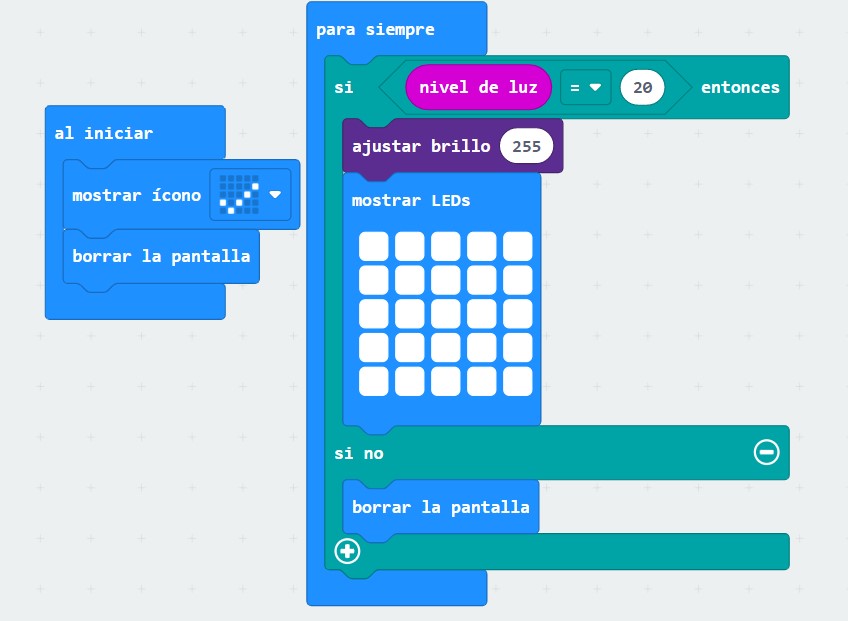 al iniciar
mostrar ícono
borrar la pantalla
para siempre
si nivel de luz = 20 entonces
ajustar brillo 255
mostrar LEDs
si no
borrar la pantalla